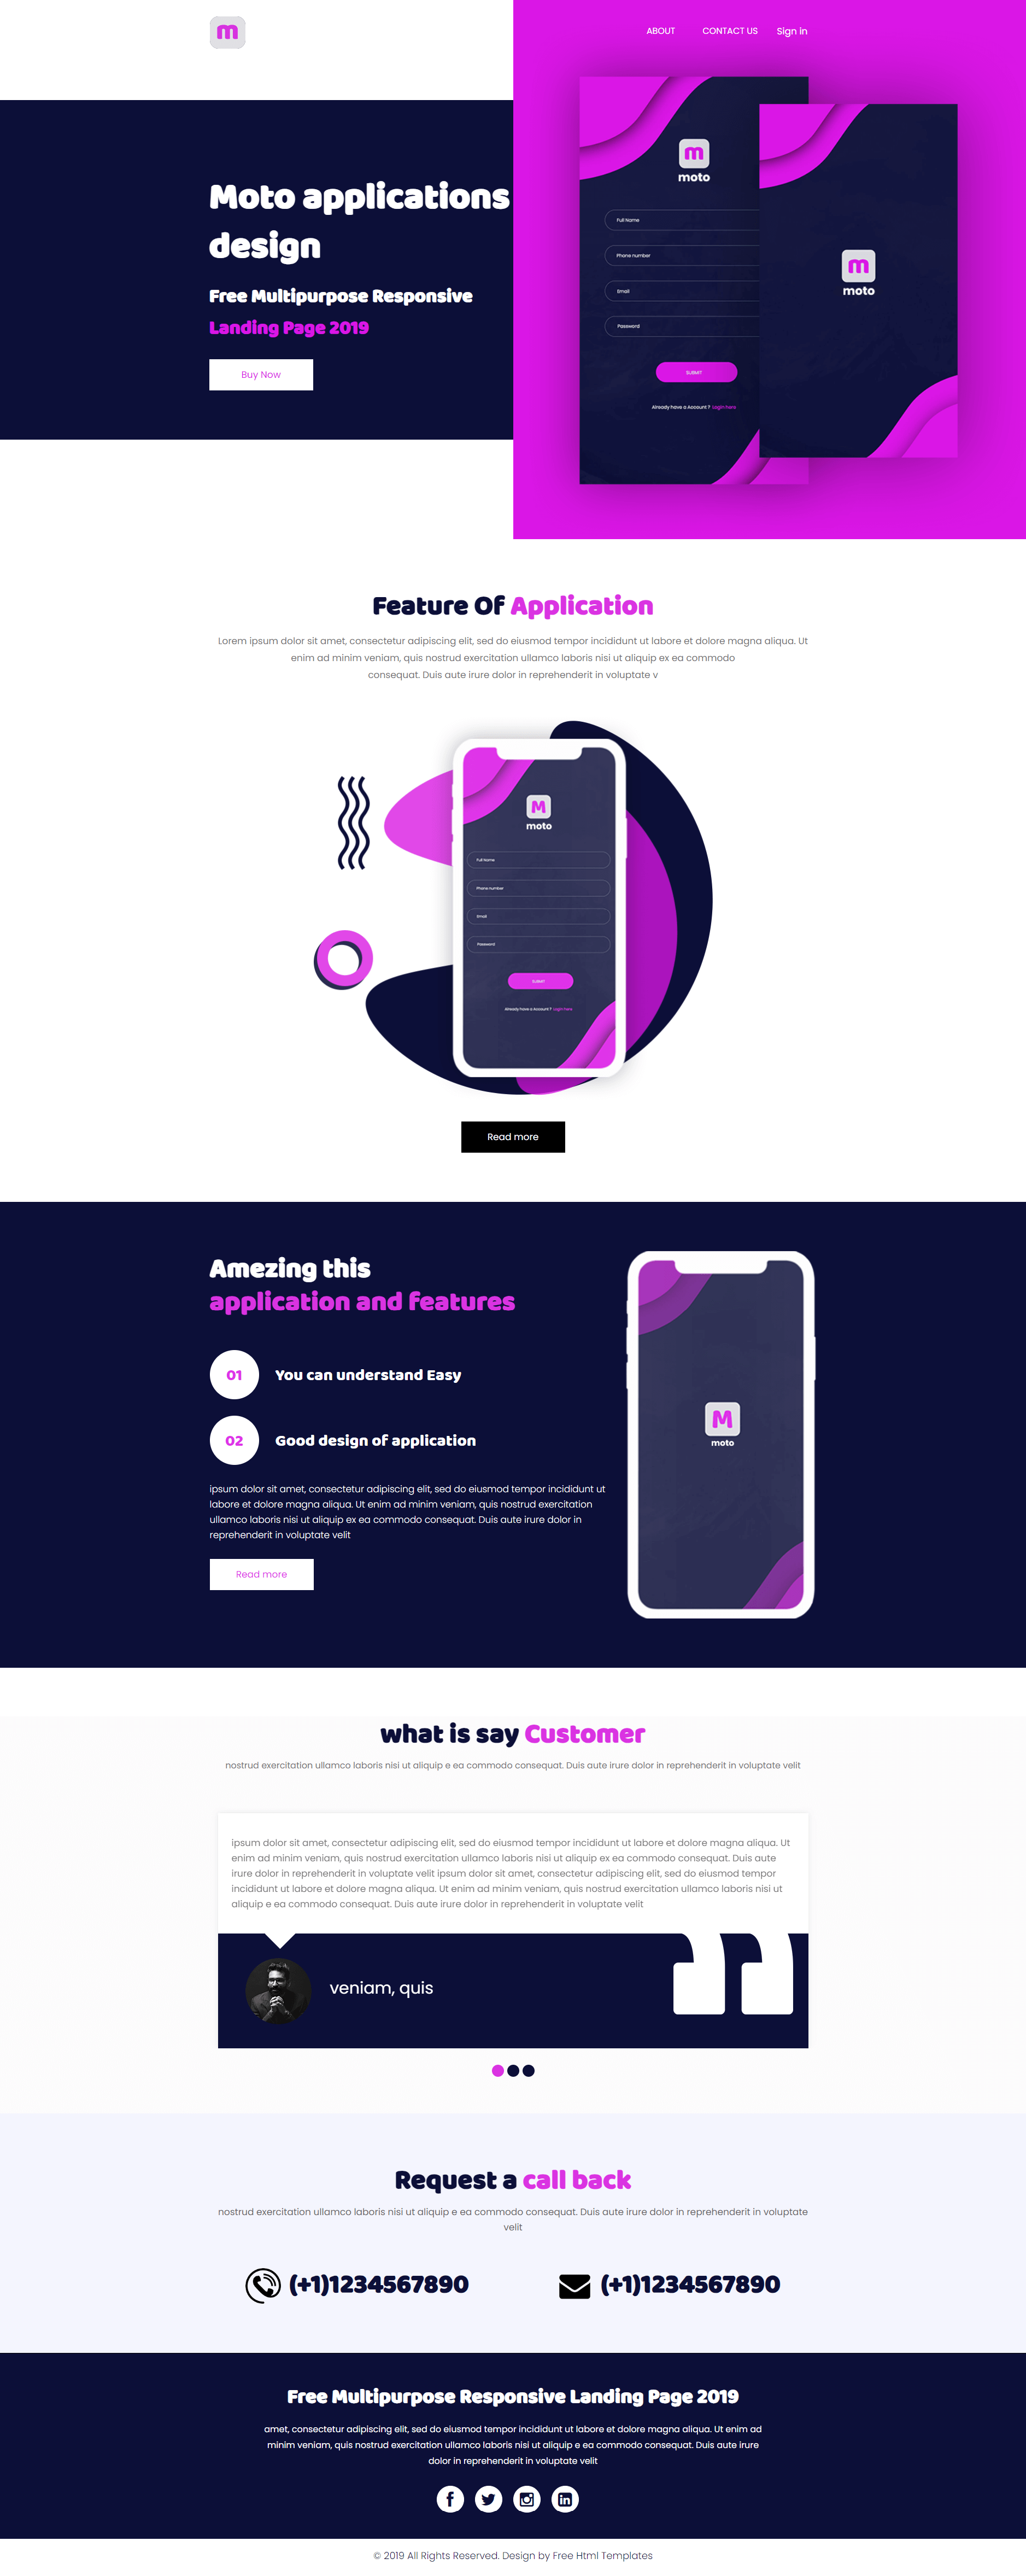 m
ABOUT
CONTACT US
Sign in
Moto applications
design
Free Multipurpose Responsive
Landing Page 2019
Buy Now
m
moto
Full Name
Phone number
Email
Password
SUBMIT
Already have a Account ? Login here
m
moto
Feature Of Application
Lorem ipsum dolor sit amet, consectetur adipiscing elit, sed do eiusmod tempor incididunt ut labore et dolore magna aliqua. Ut
enim ad minim veniam, quis nostrud exercitation ullamco laboris nisi ut aliquip ex ea commodo
consequat. Duis aute irure dolor in reprehenderit in voluptate v
M
moto
Full Name
Phone number
Email
Password
SUBMIT
Already have a Account ? Login here
Read more
Amezing this
application and features
01
You can understand Easy
02
Good design of application
ipsum dolor sit amet, consectetur adipiscing elit, sed do eiusmod tempor incididunt ut
labore et dolore magna aliqua. Ut enim ad minim veniam, quis nostrud exercitation
ullamco laboris nisi ut aliquip ex ea commodo consequat. Duis aute irure dolor in
reprehenderit in voluptate velit
Read more
M
moto
what is say Customer
nostrud exercitation ullamco laboris nisi ut aliquip e ea commodo consequat. Duis aute irure dolor in reprehenderit in voluptate velit
ipsum dolor sit amet, consectetur adipiscing elit, sed do eiusmod tempor incididunt ut labore et dolore magna aliqua. Ut
enim ad minim veniam, quis nostrud exercitation ullamco laboris nisi ut aliquip ex ea commodo consequat. Duis aute
irure dolor in reprehenderit in voluptate velit ipsum dolor sit amet, consectetur adipiscing elit, sed do eiusmod tempor
incididunt ut labore et dolore magna aliqua. Ut enim ad minim veniam, quis nostrud exercitation ullamco laboris nisi ut
aliquip e ea commodo consequat. Duis aute irure dolor in reprehenderit in voluptate velit
veniam, quis
Request a call back
nostrud exercitation ullamco laboris nisi ut aliquip e ea commodo consequat. Duis aute irure dolor in reprehenderit in voluptate
velit
(+1)1234567890
(+1)1234567890
Free Multipurpose Responsive Landing Page 2019
amet, consectetur adipiscing elit, sed do eiusmod tempor incididunt ut labore et dolore magna aliqua. Ut enim ad
minim veniam, quis nostrud exercitation ullamco laboris nisi ut aliquip e ea commodo consequat. Duis aute irure
dolor in reprehenderit in voluptate velit
© 2019 All Rights Reserved. Design by Free Html Templates